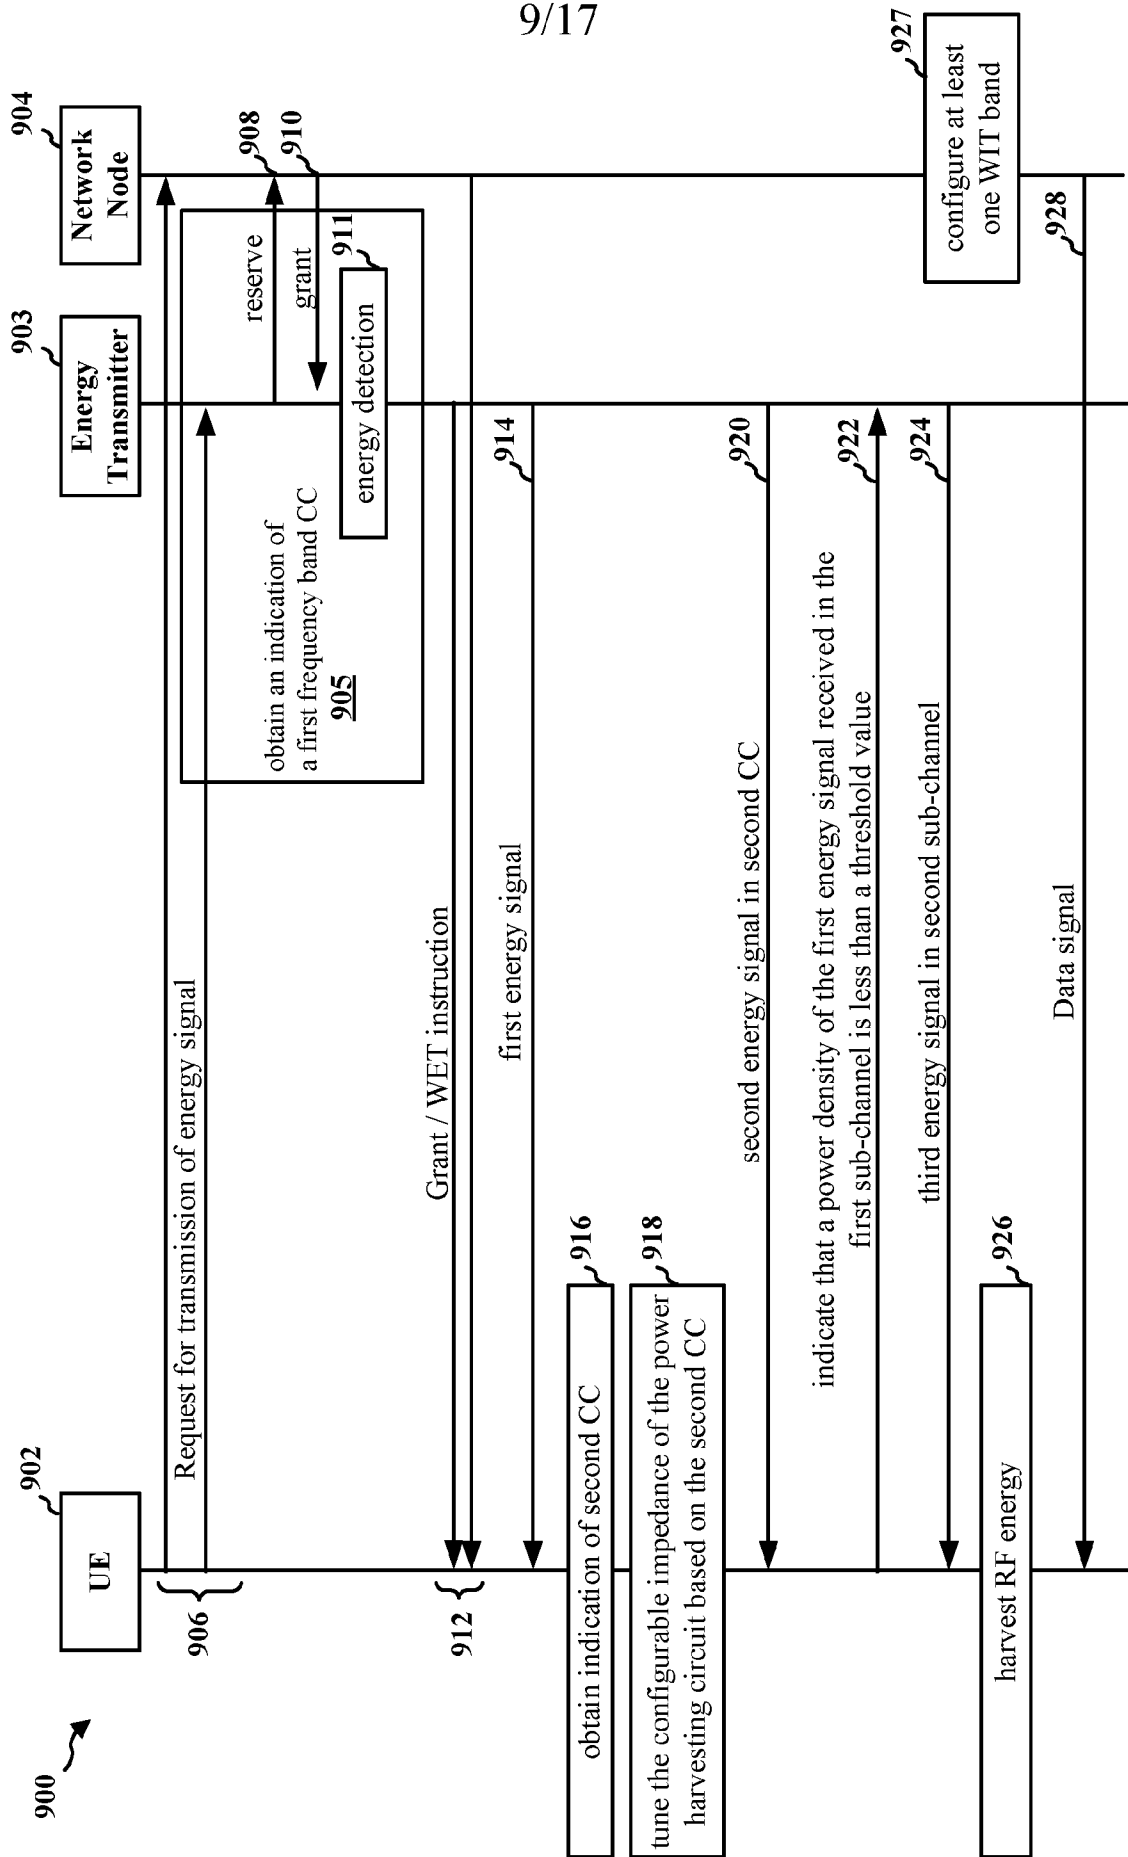 9/17
900
902
UE
903
Energy
Transmitter
904
Network
Node
906
Request for transmission of energy signal
obtain an indication of
a first frequency band CC
905
reserve
908
grant
910
911
energy detection
912
Grant / WET instruction
first energy signal
914
916
obtain indication of second CC
918
tune the configurable impedance of the power
harvesting circuit based on the second CC
second energy signal in second CC
920
indicate that a power density of the first energy signal received in the
first sub-channel is less than a threshold value
922
third energy signal in second sub-channel
924
926
harvest RF energy
927
configure at least
one WIT band
Data signal
928